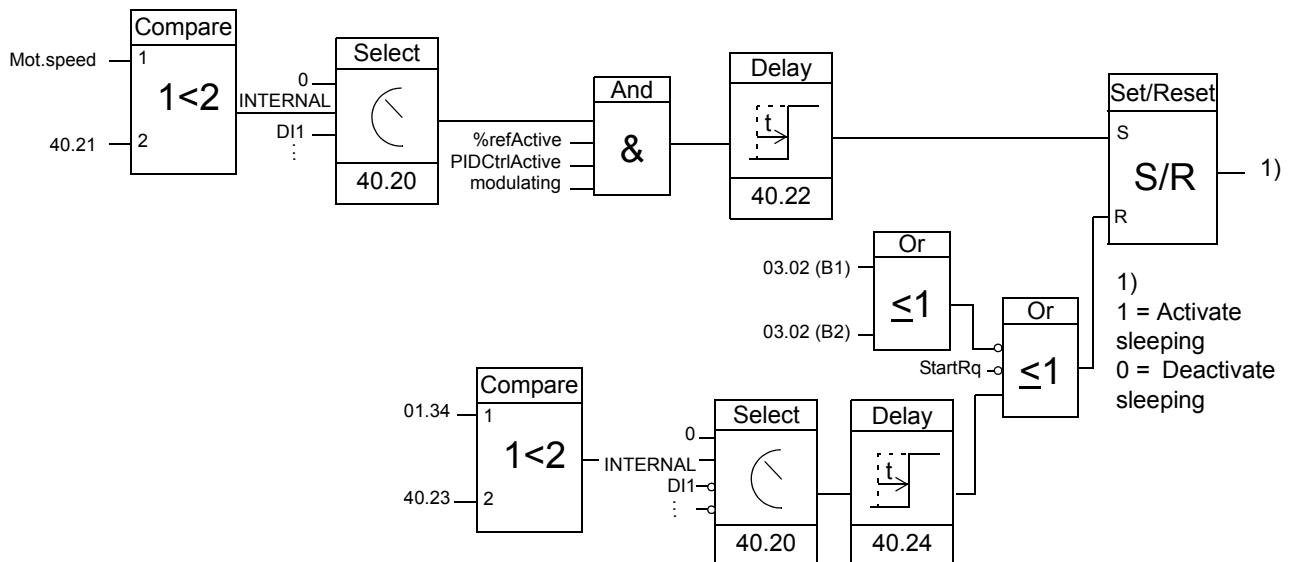 Compare
Mot.speed
1
1<2
40.21
2
Select
0
INTERNAL
DI1
⋮
40.20
And
%refActive
PIDCtrlActive
modulating
&
Delay
t
40.22
Set/Reset
S
S/R
R
1)
Or
03.02 (B1)
≤1
03.02 (B2)
Or
StartRq
≤1
1)
1 = Activate
sleeping
0 = Deactivate
sleeping
Compare
01.34
1
1<2
40.23
2
Select
0
INTERNAL
DI1
⋮
40.20
Delay
t
40.24